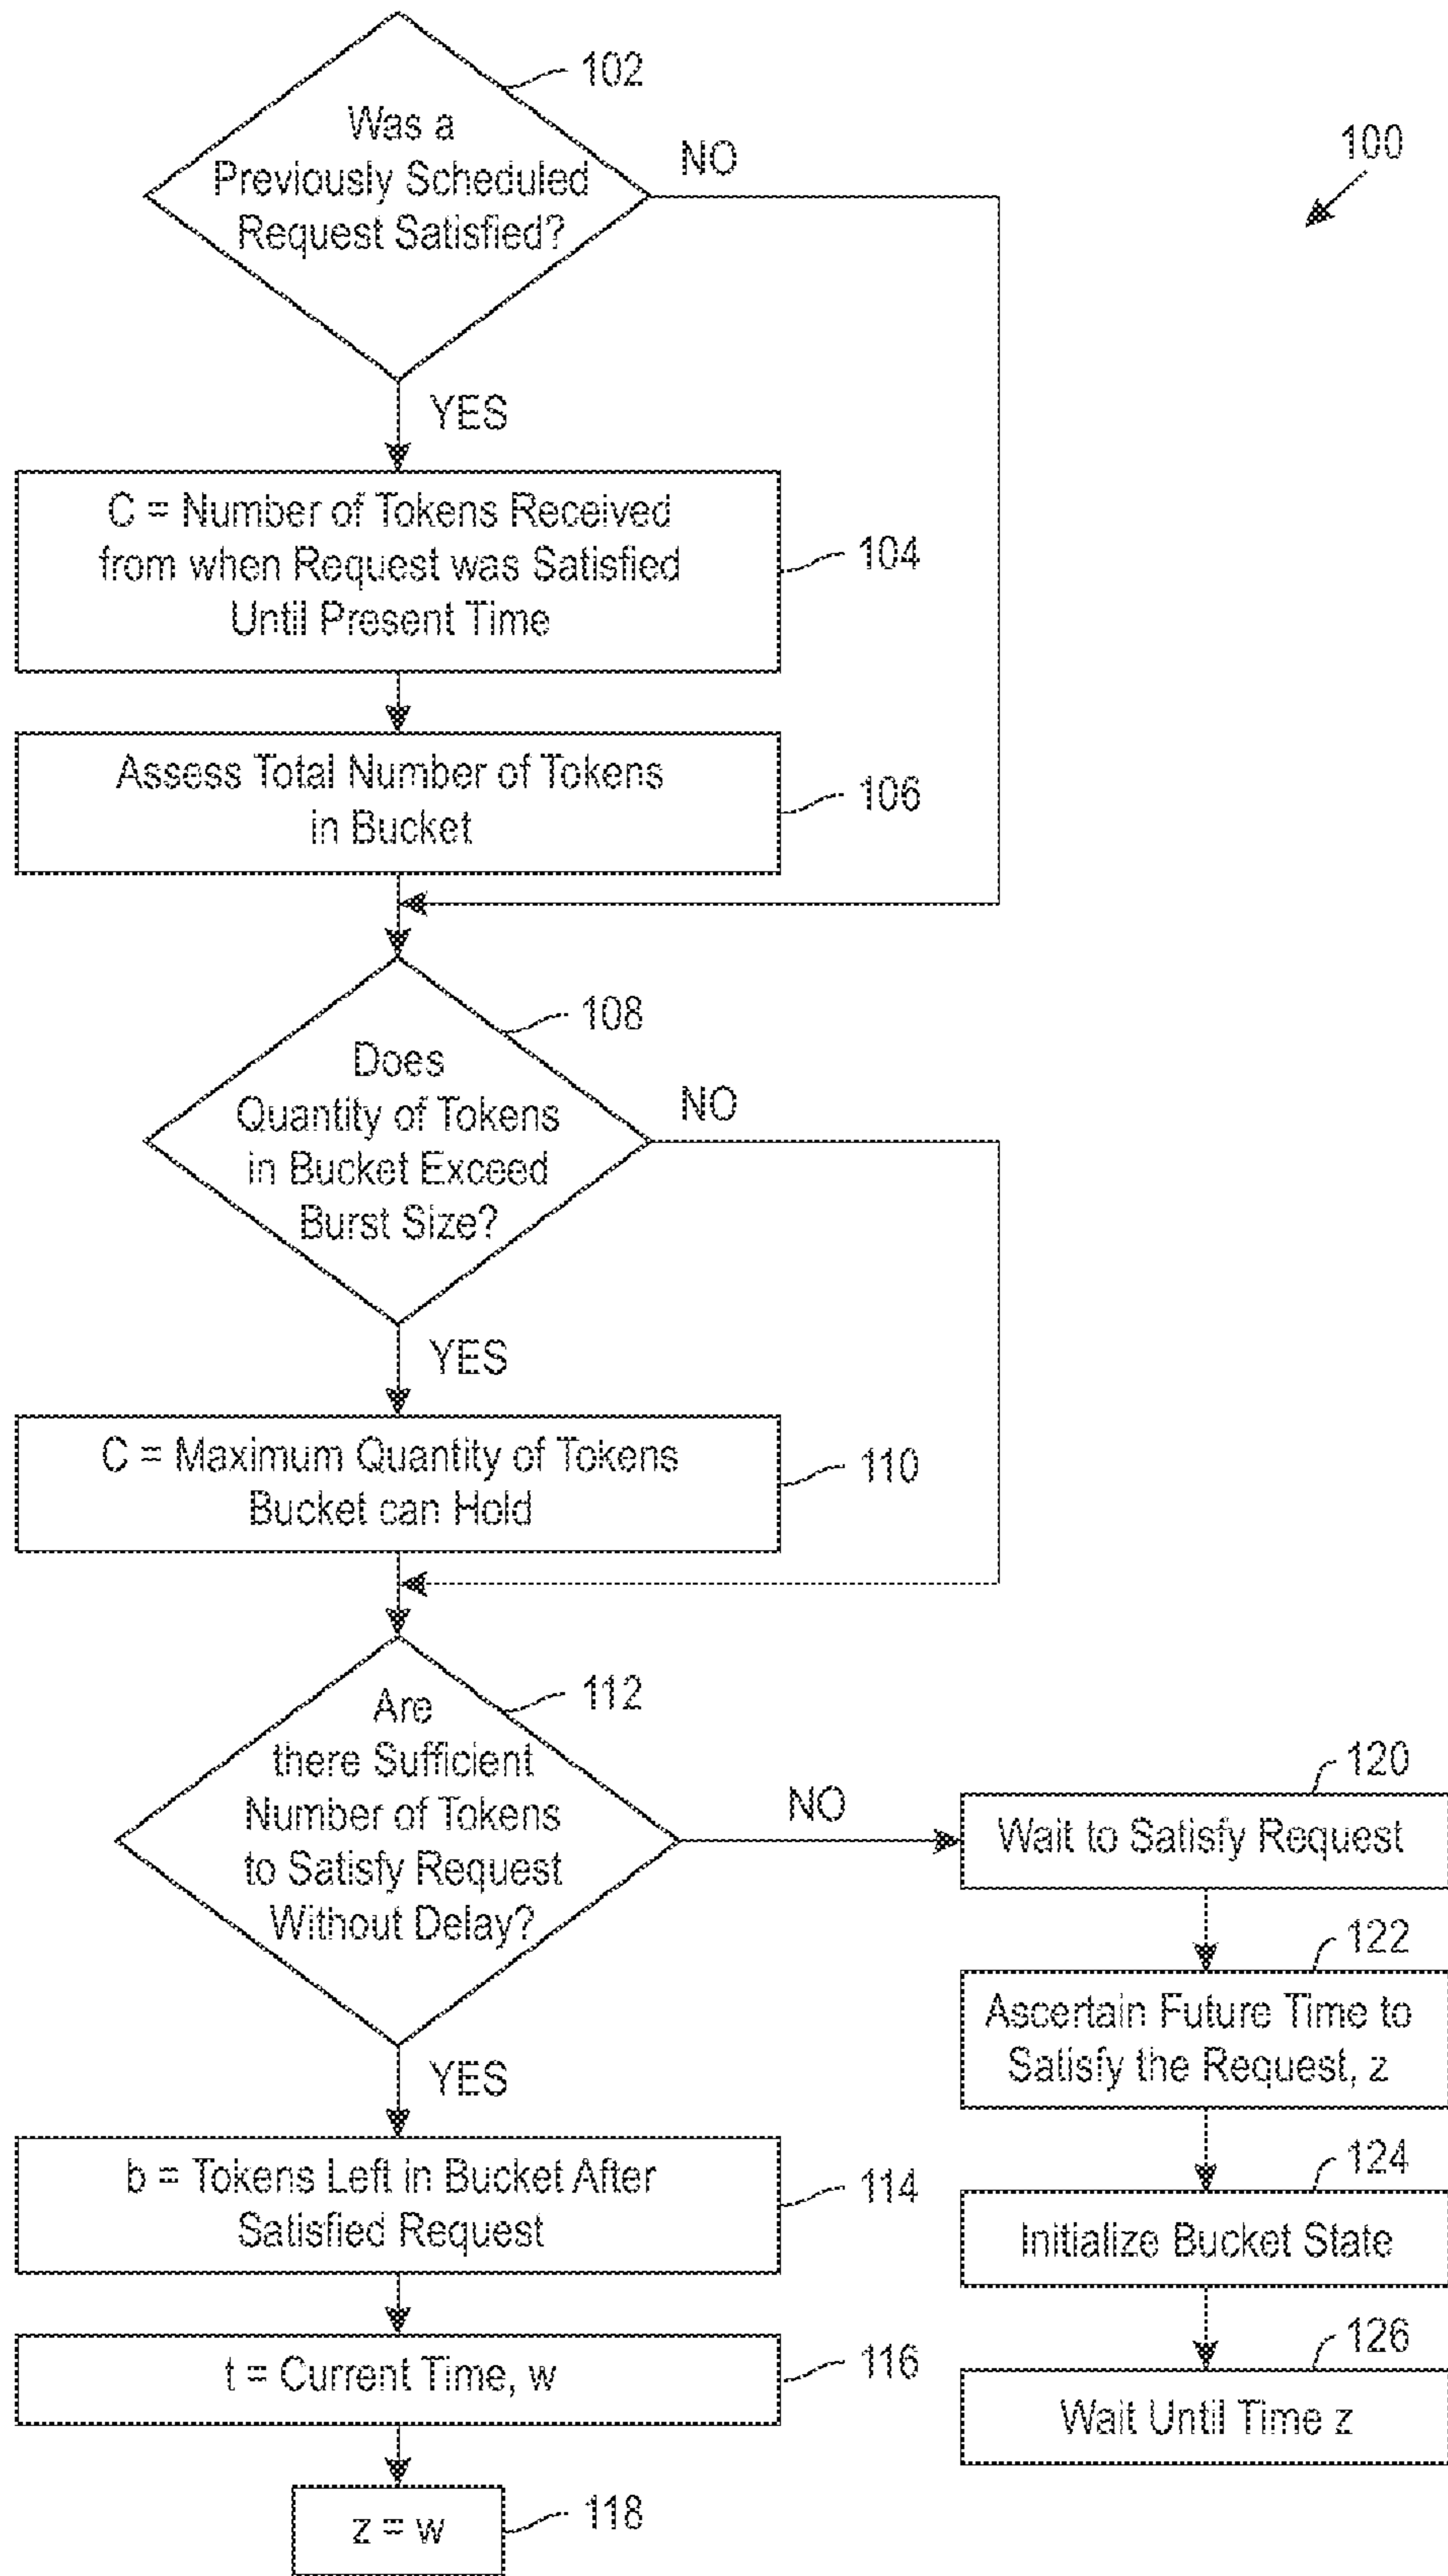 102
Was a
Previously Scheduled
Request Satisfied?
NO
100
YES
C = Number of Tokens Received
from when Request was Satisfied
Until Present Time
104
Assess Total Number of Tokens
in Bucket
106
108
Does
Quantity of Tokens
in Bucket Exceed
Burst Size?
NO
YES
C = Maximum Quantity of Tokens
Bucket can Hold
110
112
Are
there Sufficient
Number of Tokens
to Satisfy Request
Without Delay?
NO
YES
120
Wait to Satisfy Request
122
Ascertain Future Time to
Satisfy the Request, z
124
Initialize Bucket State
126
Wait Until Time z
b = Tokens Left in Bucket After
Satisfied Request
114
t = Current Time, w
116
z = w
118